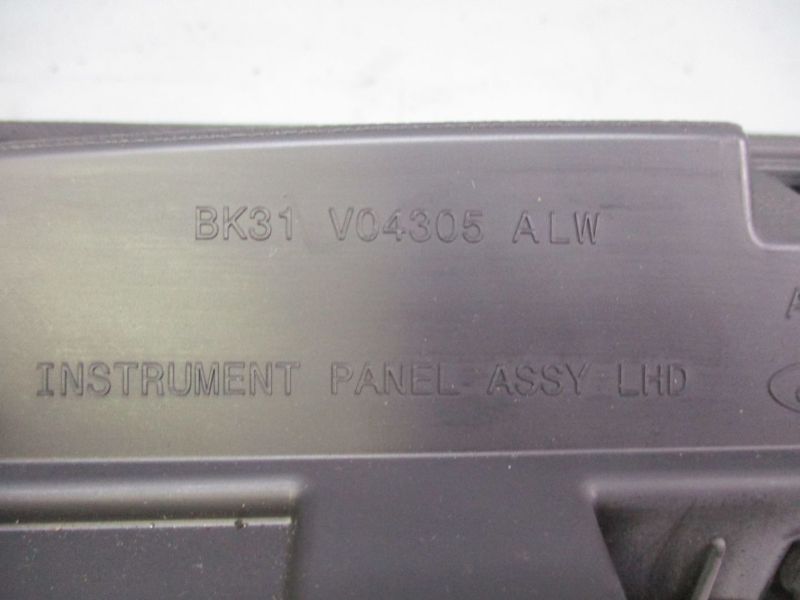 BK31 V04305 ALW
INSTRUMENT PANEL ASSY LHD